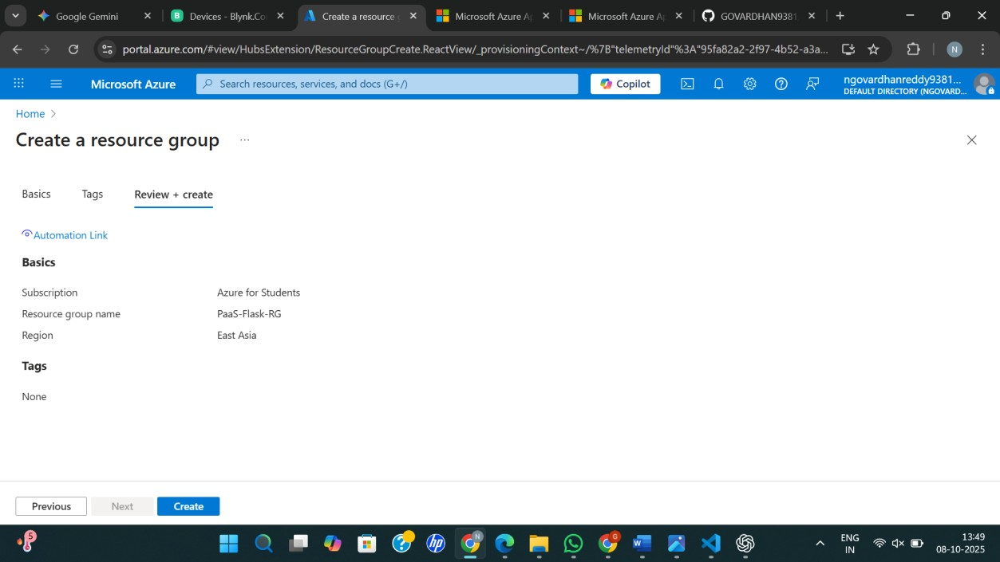 Google Gemini
B Devices - Blynk.Co
Create a resource
Microsoft Azure A
Microsoft Azure A
GOVARDHAN9381
portal.azure.com/#view/HubsExtension/ResourceGroupCreate.ReactView/_provisioningContext~/%7B"telemetryId"%3A"95fa82a2-2f97-4b52-a3a...
N
Microsoft Azure
Search resources, services, and docs (G+/)
Copilot
ngovardhanreddy9381...
DEFAULT DIRECTORY (NGOVARD...
Home >
Create a resource group ...
Basics Tags Review + create
Automation Link
Basics
Subscription Azure for Students
Resource group name PaaS-Flask-RG
Region East Asia
Tags
None
Previous Next Create
5
N
G
ENG
IN
13:49
08-10-2025